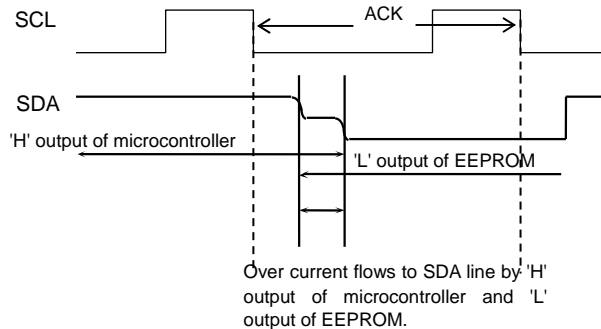 SCL
ACK
SDA
'H' output of microcontroller
'L' output of EEPROM
Over current flows to SDA line by 'H'
output of microcontroller and 'L'
output of EEPROM.